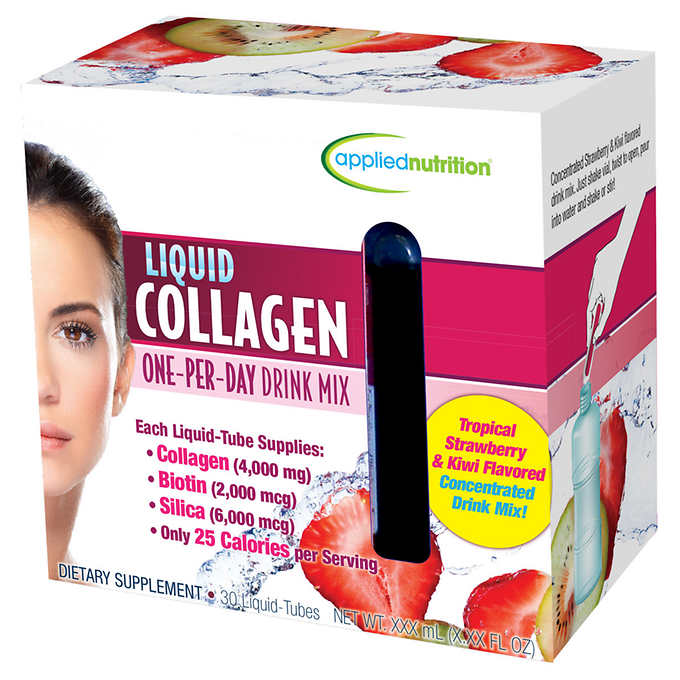 appliednutrition®
LIQUID
COLLAGEN
ONE-PER-DAY DRINK MIX
Each Liquid-Tube Supplies:
• Collagen (4,000 mg)
• Biotin (2,000 mcg)
• Silica (6,000 mcg)
• Only 25 Calories per Serving
Tropical
Strawberry
& Kiwi Flavored
Concentrated
Drink Mix!
DIETARY SUPPLEMENT • 30 Liquid-Tubes NET WT. XXX mL (X.XX FL OZ)
Concentrated Strawberry & Kiwi flavored
drink mix. Just shake vial, twist to open, pour
into water and shake or stir!